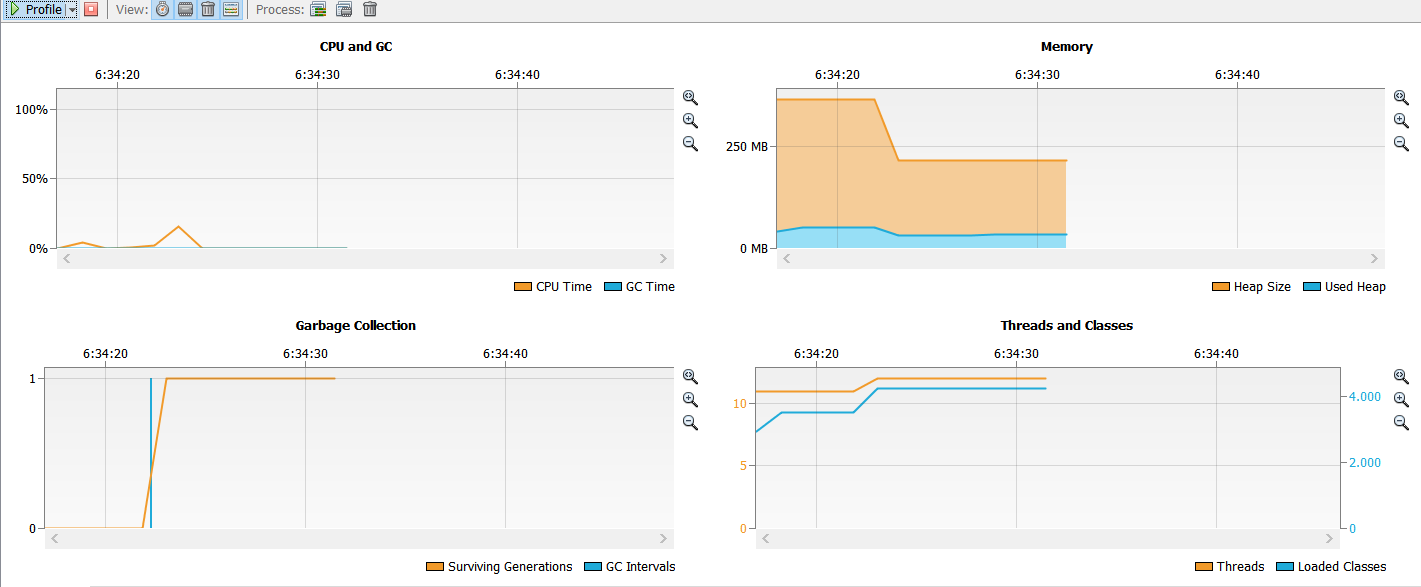 Profile View: Process:
CPU and GC
6:34:20 6:34:30 6:34:40
100%
50%
0%
CPU Time GC Time
Memory
6:34:20 6:34:30 6:34:40
250 MB
0 MB
Heap Size Used Heap
Garbage Collection
6:34:20 6:34:30 6:34:40
1
0
Surviving Generations GC Intervals
Threads and Classes
6:34:20 6:34:30 6:34:40
10 4.000
5 2.000
0 0
Threads Loaded Classes